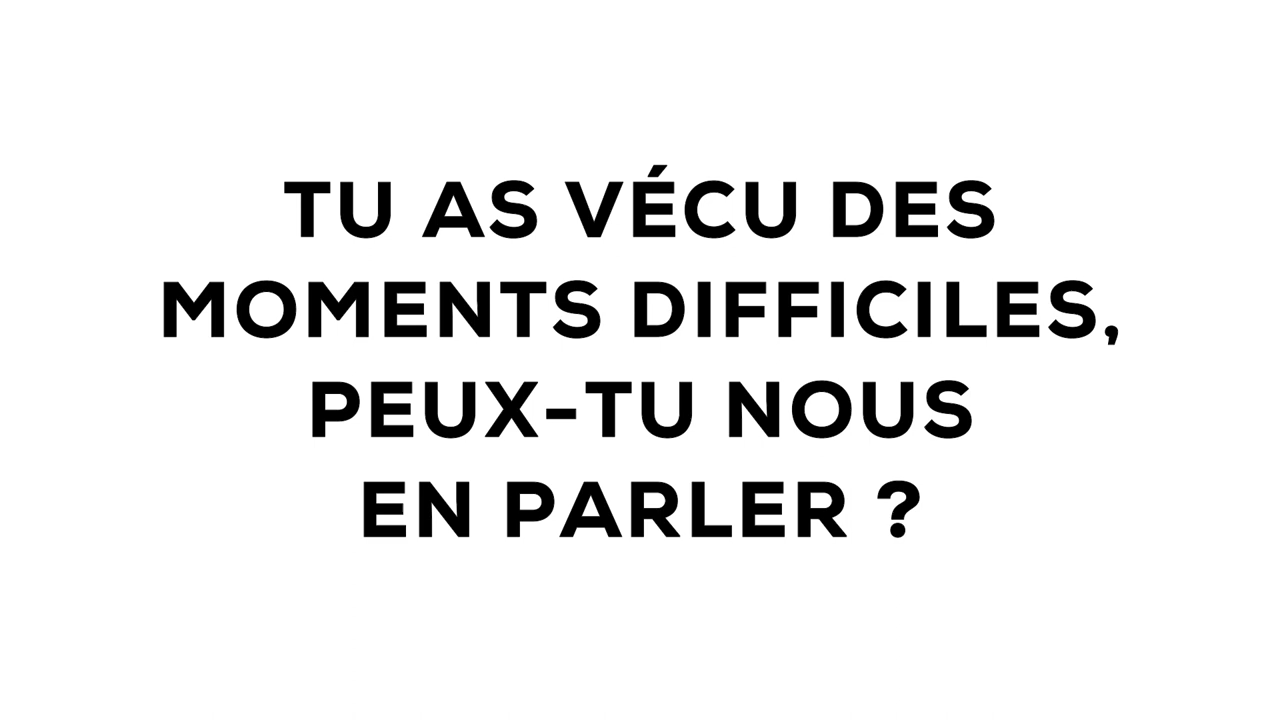 TU AS VÉCU DES
MOMENTS DIFFICILES,
PEUX-TU NOUS
EN PARLER ?